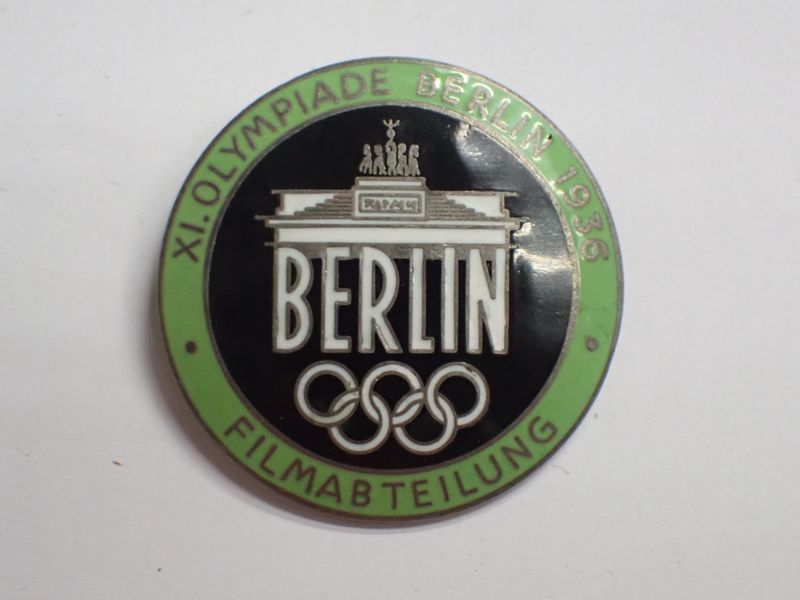 XI. OLYMPIADE BERLIN 1936
BERLIN
FILMABTEILUNG